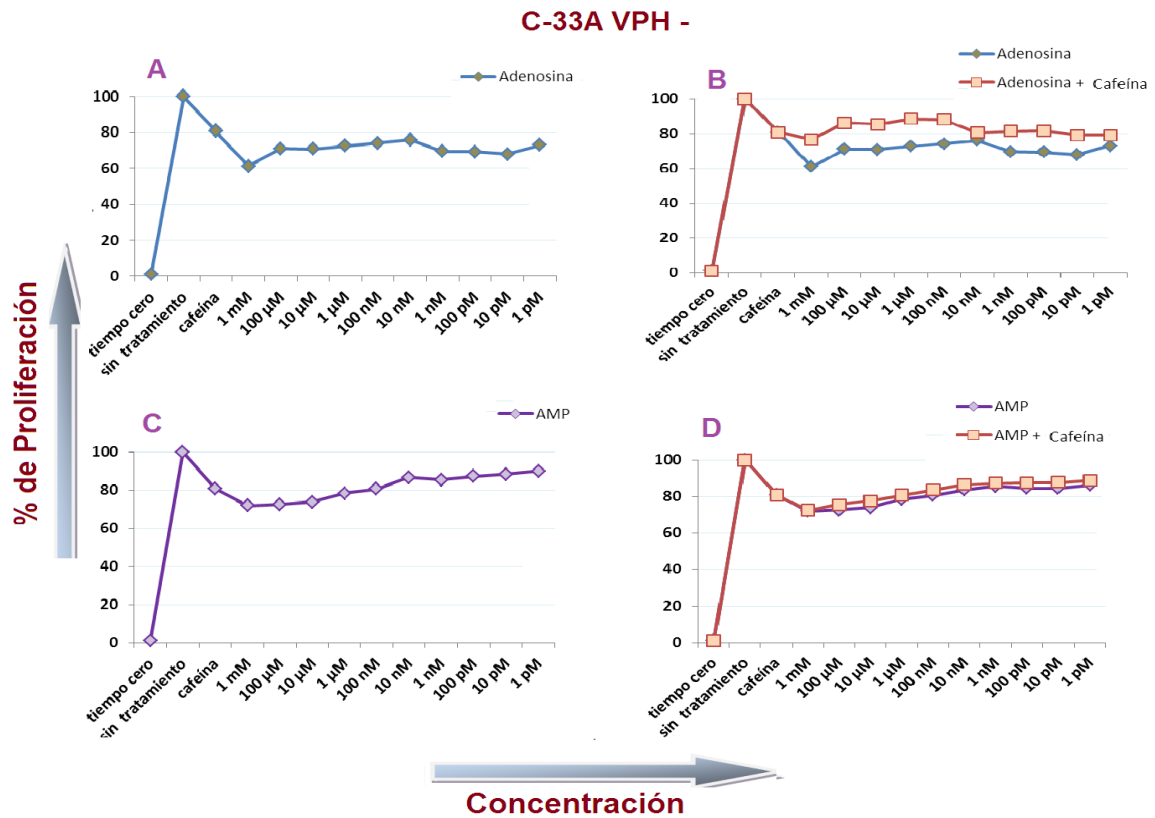 C-33A VPH -
A
Adenosina
100
80
60
40
20
0
tiempo cero
sin tratamiento
cafeína
1 mM
100 µM
10 µM
1 µM
100 nM
10 nM
1 nM
100 pM
10 pM
1 pM
B
Adenosina
Adenosina + Cafeína
100
80
60
40
20
0
tiempo cero
sin tratamiento
cafeína
1 mM
100 µM
10 µM
1 µM
100 nM
10 nM
1 nM
100 pM
10 pM
1 pM
% de Proliferación
C
AMP
100
80
60
40
20
0
tiempo cero
sin tratamiento
cafeína
1 mM
100 µM
10 µM
1 µM
100 nM
10 nM
1 nM
100 pM
10 pM
1 pM
D
AMP
AMP + Cafeína
100
80
60
40
20
0
tiempo cero
sin tratamiento
cafeína
1 mM
100 µM
10 µM
1 µM
100 nM
10 nM
1 nM
100 pM
10 pM
1 pM
Concentración